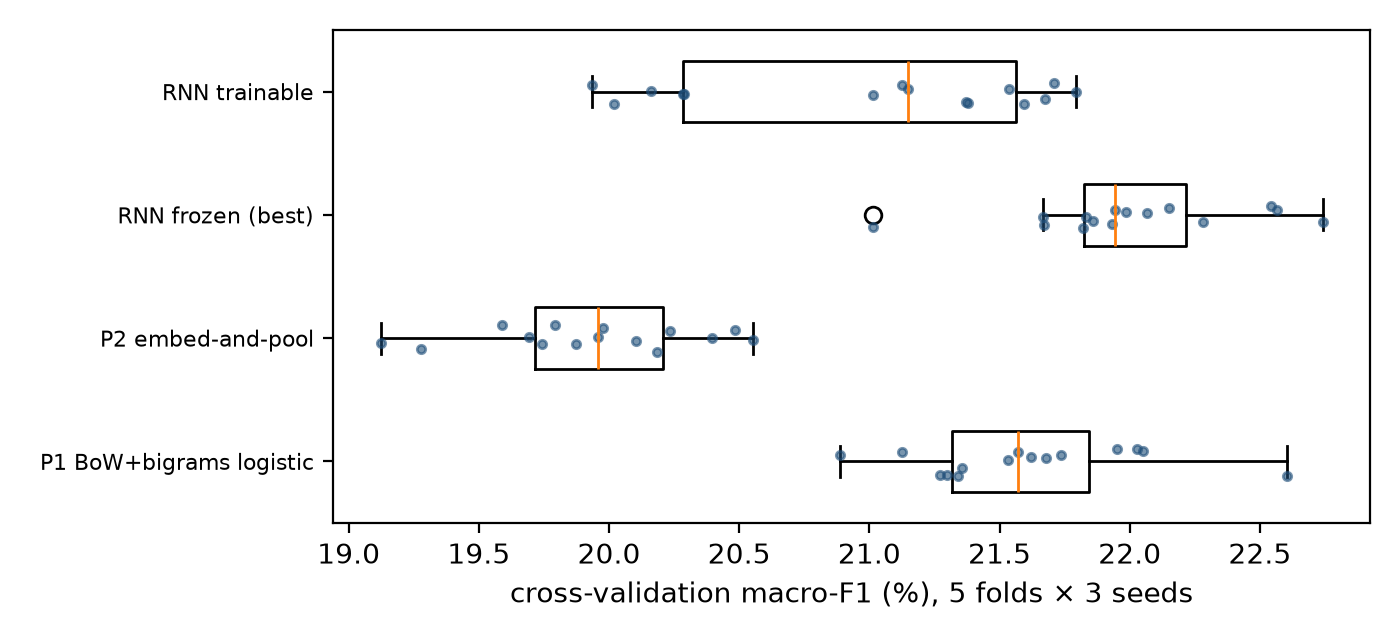 RNN trainable
RNN frozen (best)
P2 embed-and-pool
P1 BoW+bigrams logistic
19.0 19.5 20.0 20.5 21.0 21.5 22.0 22.5
cross-validation macro-F1 (%), 5 folds × 3 seeds